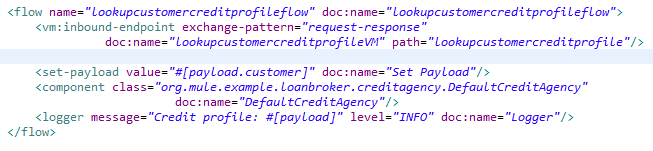 <flow name="lookupcustomercreditprofileflow" doc:name="lookupcustomercreditprofileflow">
<vm:inbound-endpoint exchange-pattern="request-response"
doc:name="lookupcustomercreditprofileVM" path="lookupcustomercreditprofile"/>
<set-payload value="#[payload.customer]" doc:name="Set Payload"/>
<component class="org.mule.example.loanbroker.creditagency.DefaultCreditAgency"
doc:name="DefaultCreditAgency"/>
<logger message="Credit profile: #[payload]" level="INFO" doc:name="Logger"/>
</flow>